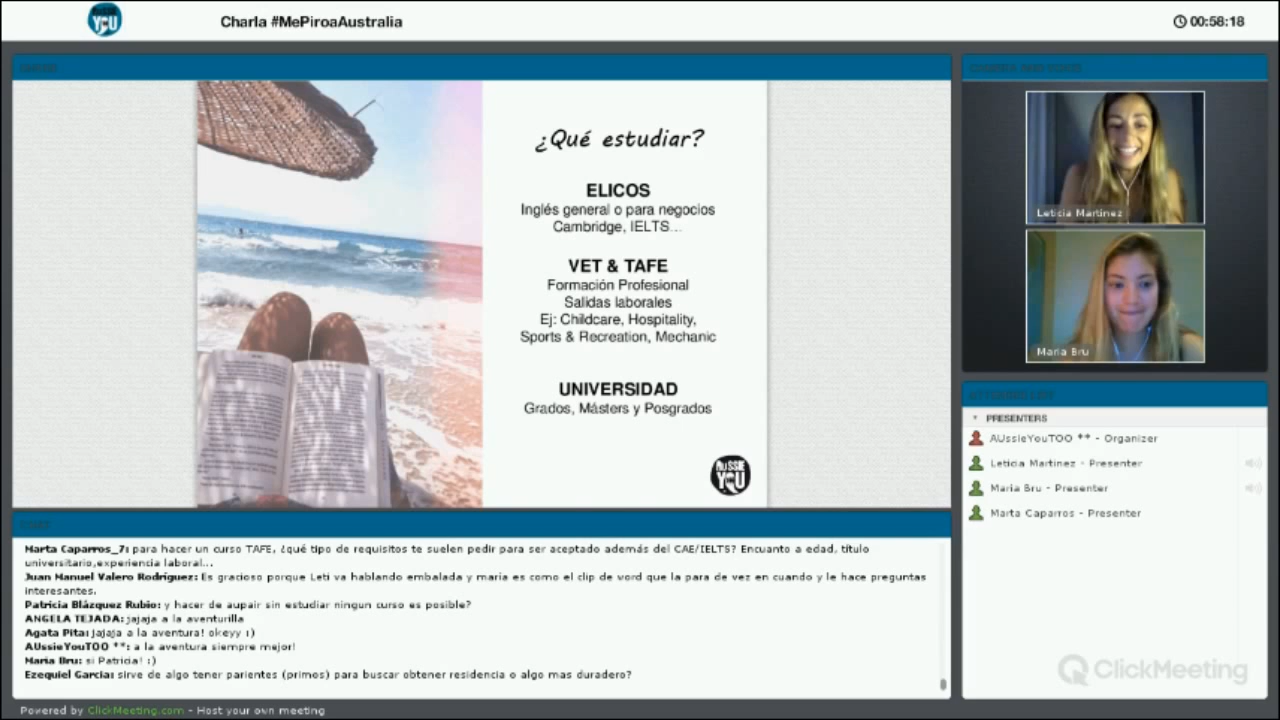 AUSSIE YOU
Charla #MePiroaAustralia
00:58:18
¿Qué estudiar?
ELICOS
Inglés general o para negocios
Cambridge, IELTS...
VET & TAFE
Formación Profesional
Salidas laborales
Ej: Childcare, Hospitality,
Sports & Recreation, Mechanic
UNIVERSIDAD
Grados, Másters y Posgrados
AUSSIE YOU
Leticia Martinez
Maria Bru
ATTENDEE LIST
PRESENTERS
AUssieYouTOO ** - Organizer
Leticia Martinez - Presenter
Maria Bru - Presenter
Marta Caparros - Presenter
ClickMeeting
CHAT
Marta Caparros_7: para hacer un curso TAFE, ¿qué tipo de requisitos te suelen pedir para ser aceptado además del CAE/IELTS? Encuanto a edad, título
universitario,experiencia laboral...
Juan Manuel Valero Rodríguez: Es gracioso porque Leti va hablando embalada y maria es como el clip de word que la para de vez en cuando y le hace preguntas
interesantes.
Patricia Blázquez Rubio: y hacer de aupair sin estudiar ningun curso es posible?
ANGELA TEJADA: jajaja a la aventurilla
Agata Pita: jajaja a la aventura! okeyy :)
AUssieYouTOO **: a la aventura siempre mejor!
Maria Bru: si Patricia! :)
Ezequiel Garcia: sirve de algo tener parientes (primos) para buscar obtener residencia o algo mas duradero?
Powered by ClickMeeting.com - Host your own meeting